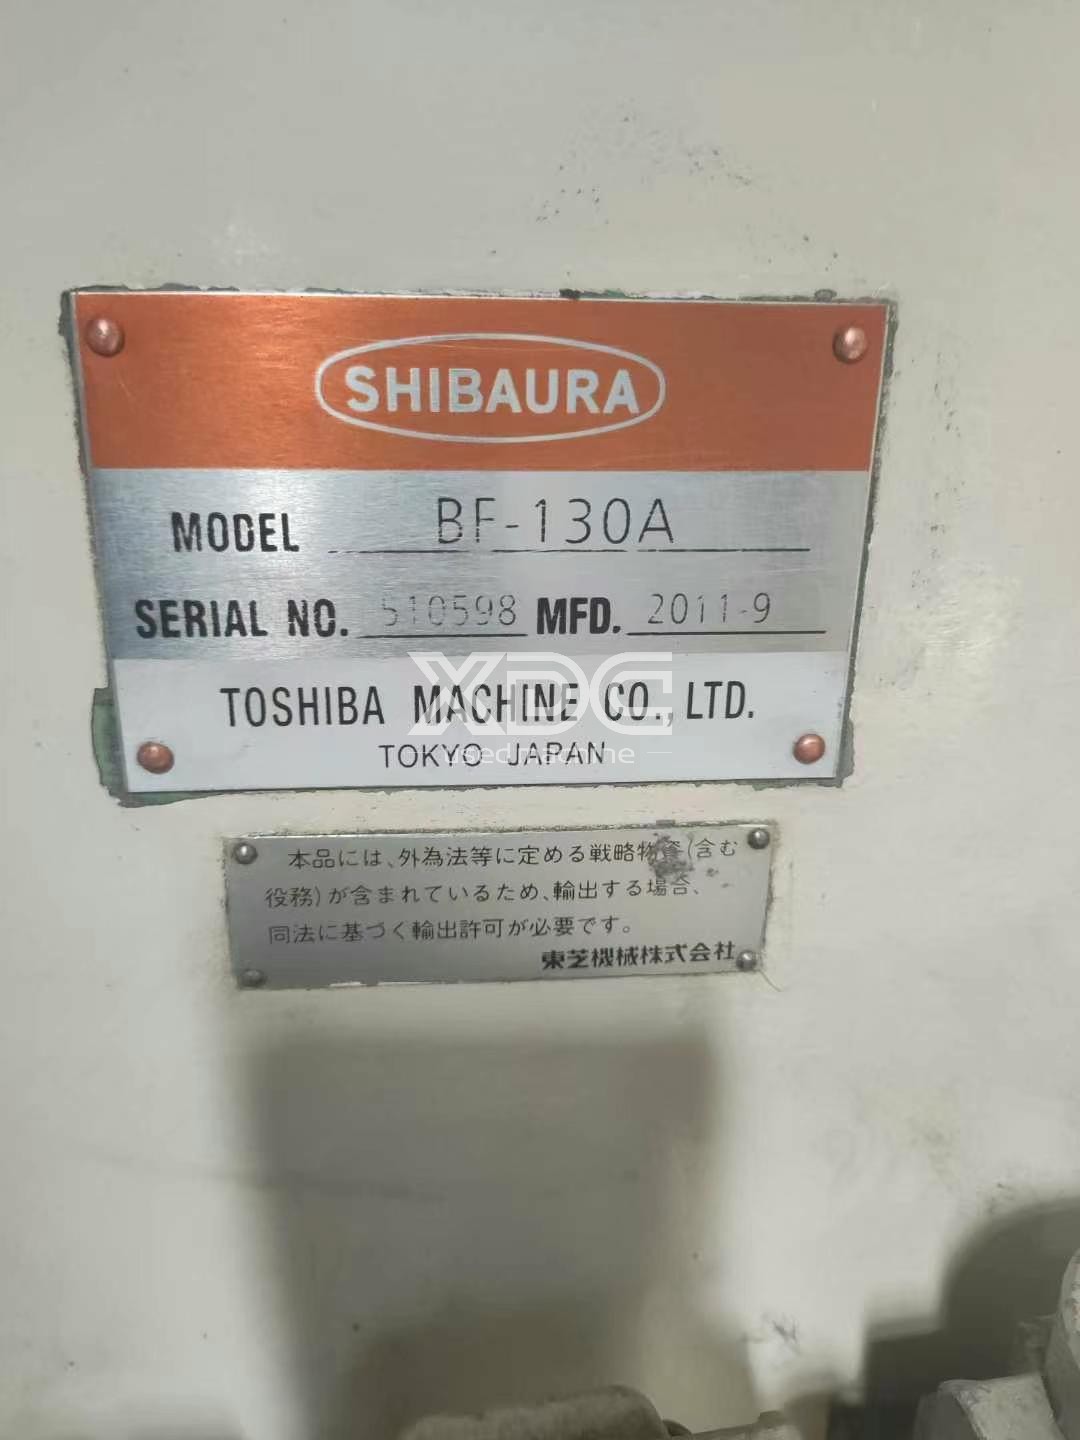 SHIBAURA
MODEL BF-130A
SERIAL NO. 510598 MFD. 2011-9
XDC
TOSHIBA MACHINE CO., LTD.
used machine
TOKYO JAPAN
本品には、外為法等に定める戦略物資(含む
役務)が含まれているため、輸出する場合、
同法に基づく輸出許可が必要です。
東芝機械株式会社